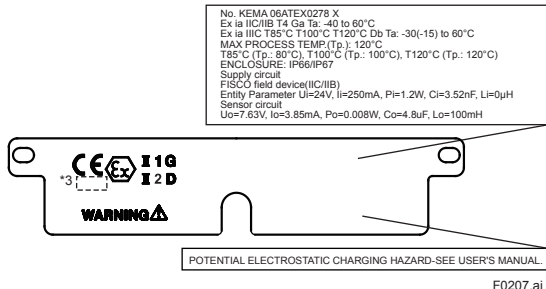 No. KEMA 06ATEX0278 X
Ex ia IIC/IIB T4 Ga Ta: -40 to 60°C
Ex ia IIIC T85°C T100°C T120°C Db Ta: -30(-15) to 60°C
MAX PROCESS TEMP.(Tp.): 120°C
T85°C (Tp.: 80°C), T100°C (Tp.: 100°C), T120°C (Tp.: 120°C)
ENCLOSURE: IP66/IP67
Supply circuit
FISCO field device(IIC/IIB)
Entity Parameter Ui=24V, Ii=250mA, Pi=1.2W, Ci=3.52nF, Li=0μH
Sensor circuit
Uo=7.63V, Io=3.85mA, Po=0.008W, Co=4.8uF, Lo=100mH
CE Ex II 1 G
II 2 D
*3
WARNING
POTENTIAL ELECTROSTATIC CHARGING HAZARD-SEE USER'S MANUAL.
F0207.ai